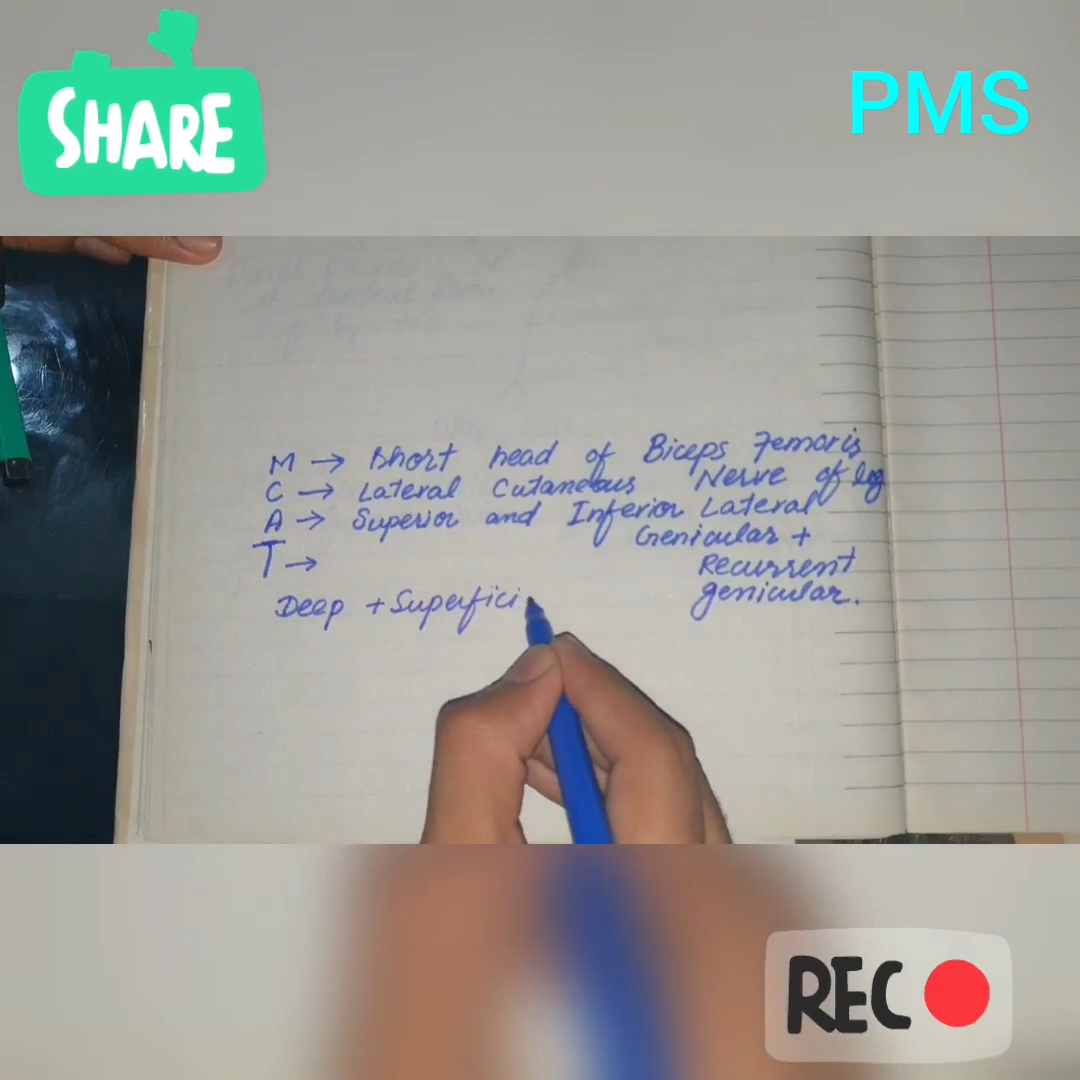 SHARE
PMS
M → Short head of Biceps Femoris
C → Lateral Cutaneous Nerve of leg
A → Superior and Inferior Lateral
Genicular +
Recurrent
genicular.
T →
Deep + Superfici
REC